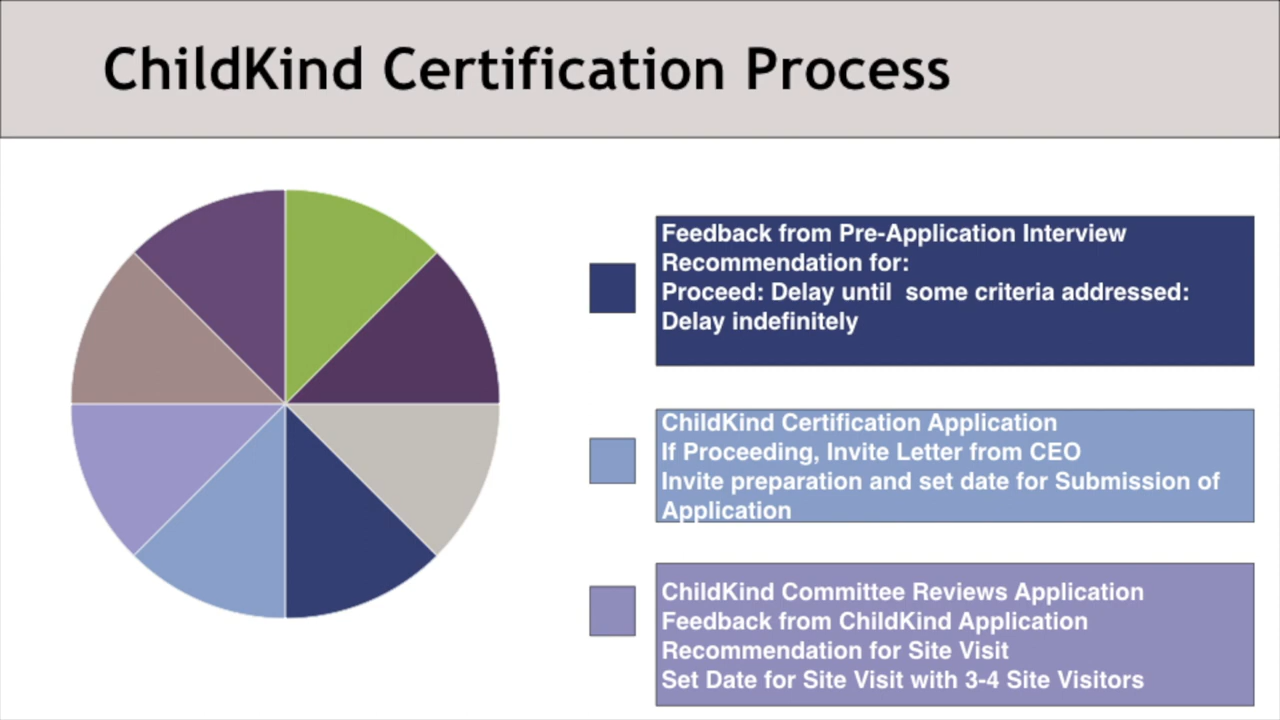 ChildKind Certification Process
Feedback from Pre-Application Interview
Recommendation for:
Proceed: Delay until  some criteria addressed:
Delay indefinitely
ChildKind Certification Application
If Proceeding, Invite Letter from CEO
Invite preparation and set date for Submission of
Application
ChildKind Committee Reviews Application
Feedback from ChildKind Application
Recommendation for Site Visit
Set Date for Site Visit with 3-4 Site Visitors